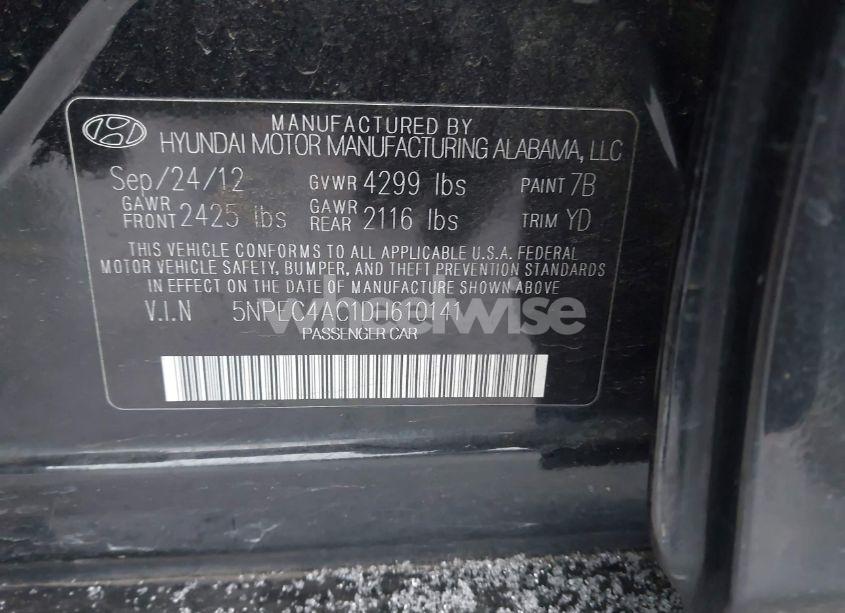 MANUFACTURED BY
HYUNDAI MOTOR MANUFACTURING ALABAMA, LLC
Sep/24/12 GVWR 4299 lbs PAINT 7B
GAWR FRONT 2425 lbs GAWR REAR 2116 lbs TRIM YD
THIS VEHICLE CONFORMS TO ALL APPLICABLE U.S.A. FEDERAL
MOTOR VEHICLE SAFETY, BUMPER, AND THEFT PREVENTION STANDARDS
IN EFFECT ON THE DATE OF MANUFACTURE SHOWN ABOVE
V.I.N 5NPEC4AC1DH610141
wheelwise
PASSENGER CAR